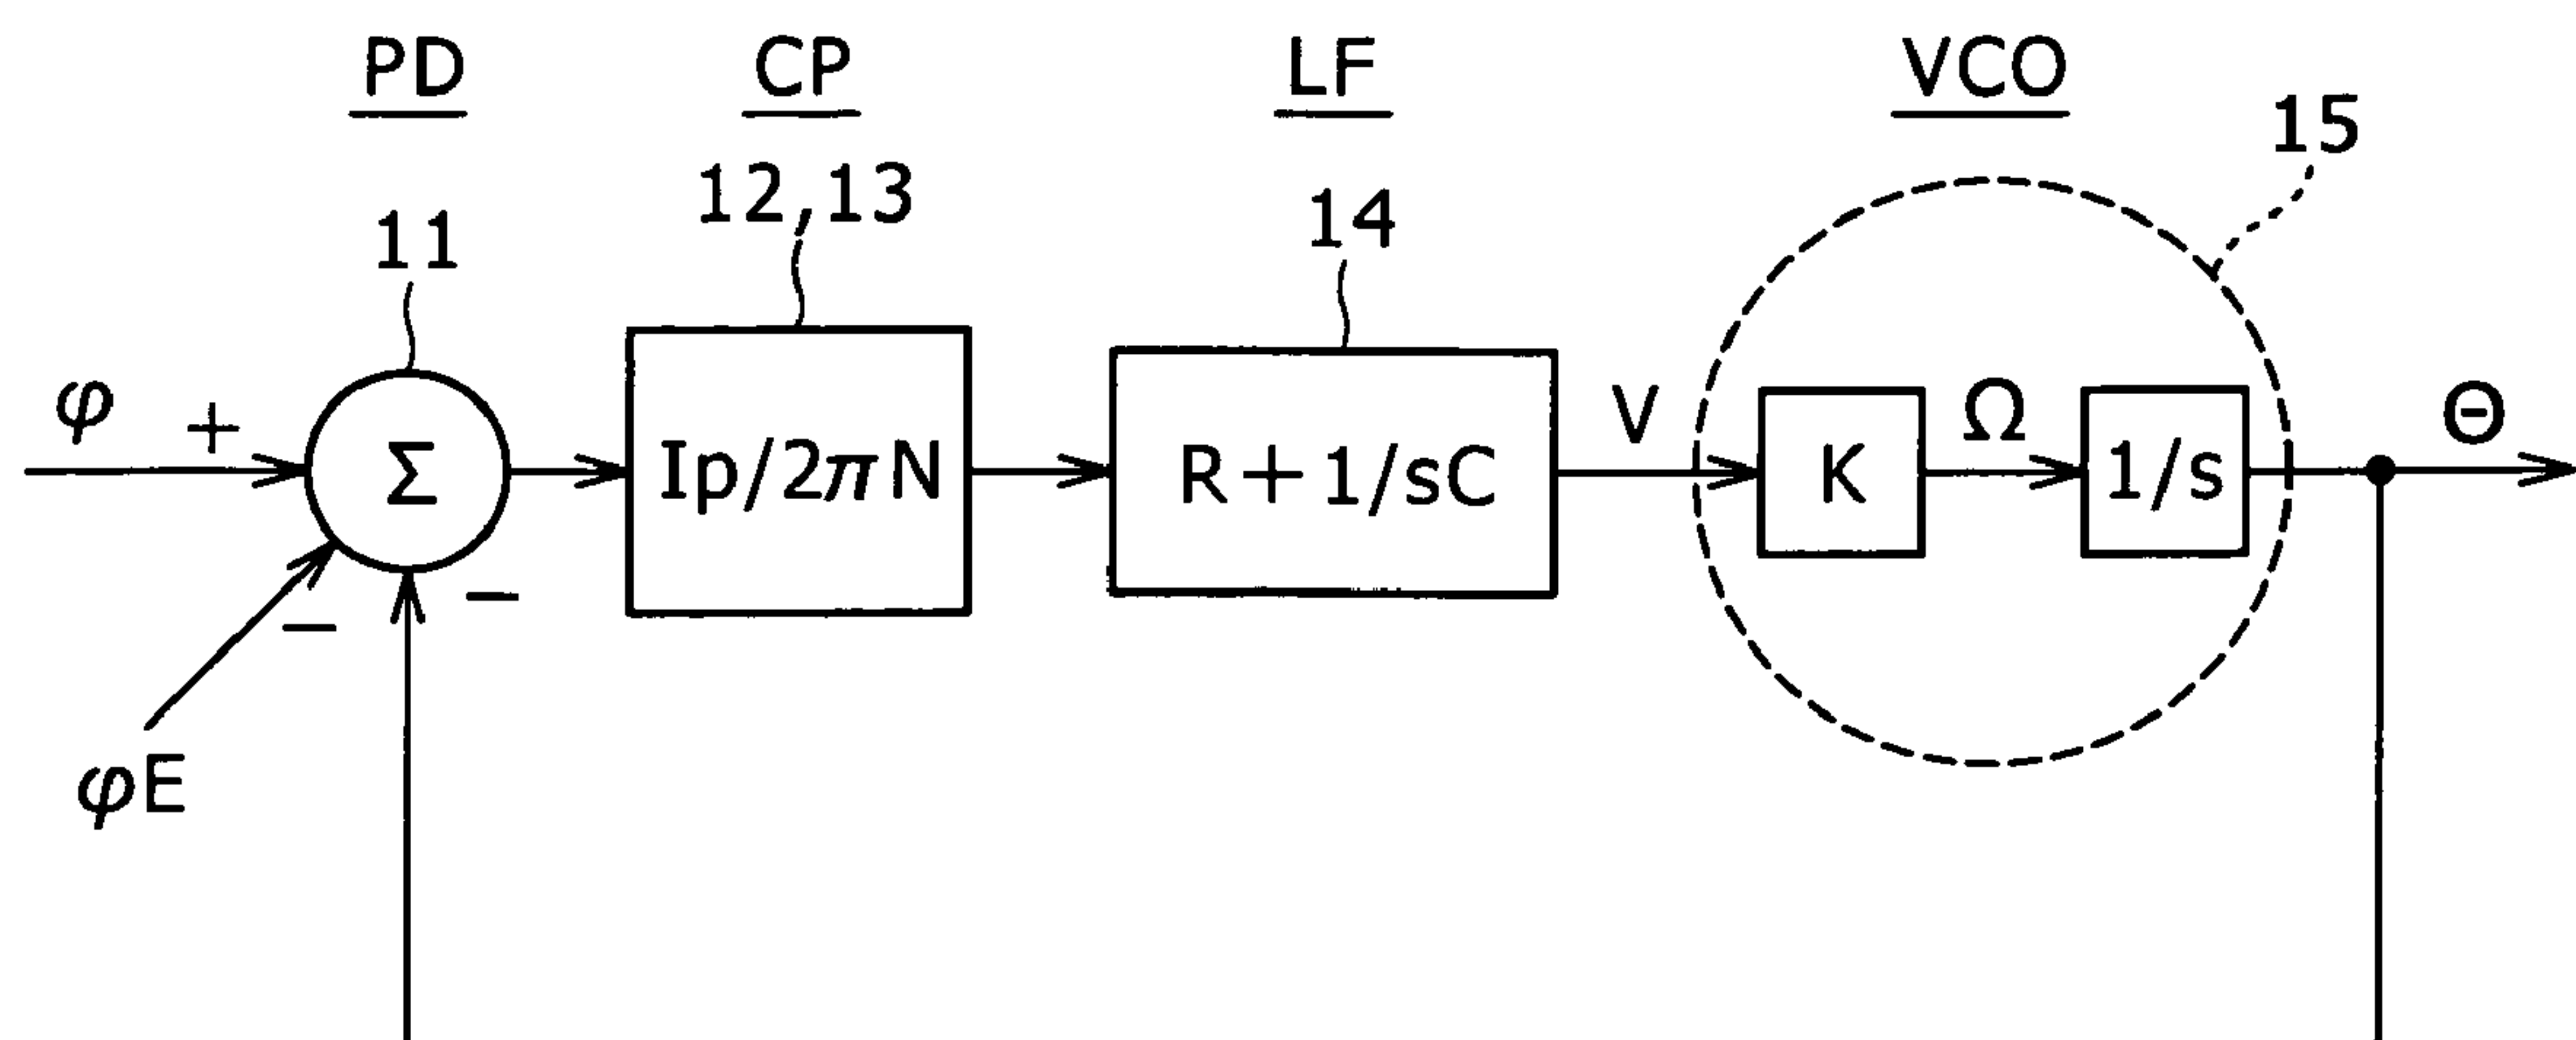 PD
CP
LF
VCO
15
12,13
14
11
φ
+
Σ
Ip/2πN
R+1/sC
V
K
Ω
1/s
Θ
−
−
φE